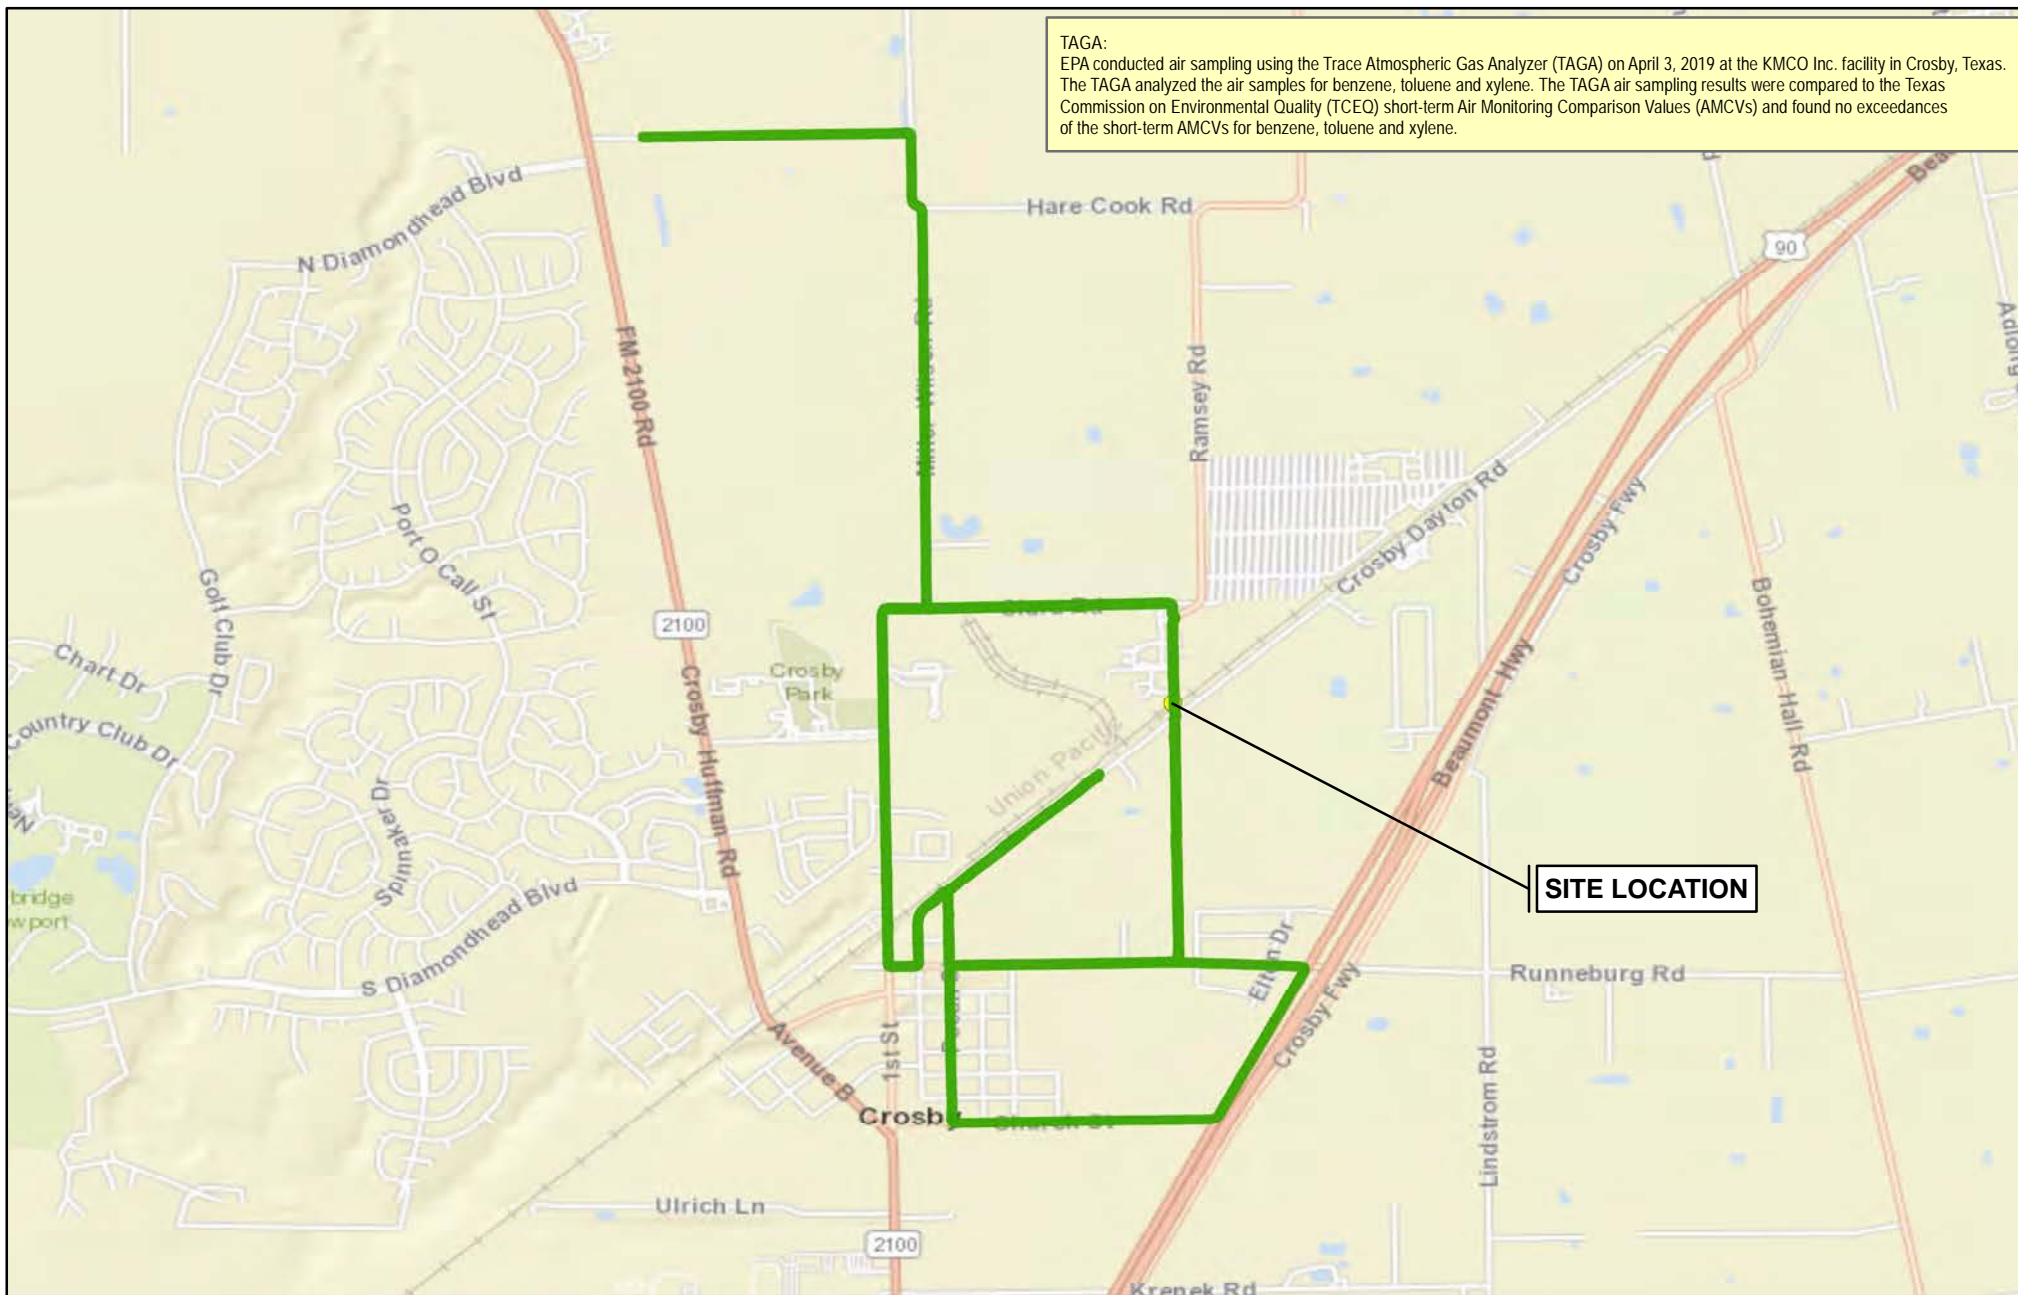 TAGA:
EPA conducted air sampling using the Trace Atmospheric Gas Analyzer (TAGA) on April 3, 2019 at the KMCO Inc. facility in Crosby, Texas.
The TAGA analyzed the air samples for benzene, toluene and xylene. The TAGA air sampling results were compared to the Texas
Commission on Environmental Quality (TCEQ) short-term Air Monitoring Comparison Values (AMCVs) and found no exceedances
of the short-term AMCVs for benzene, toluene and xylene.
Hare Cook Rd
N Diamondhead Blvd
90
FM 2100 Rd
Ramsey Rd
Port O Call St
Crosby Dayton Rd
Crosby Fwy
Golf Club Dr
2100
Bohemian Hall Rd
Chart Dr
Crosby
Park
Country Club Dr
Crosby Huffman Rd
Union Pacific
Beaumont Hwy
Spinnaker Dr
SITE LOCATION
bridge
wport
S Diamondhead Blvd
Elton Dr
Runneburg Rd
Crosby Fwy
Avenue B
1st St
Lindstrom Rd
Crosby
Church St
Ulrich Ln
2100
Krenek Rd